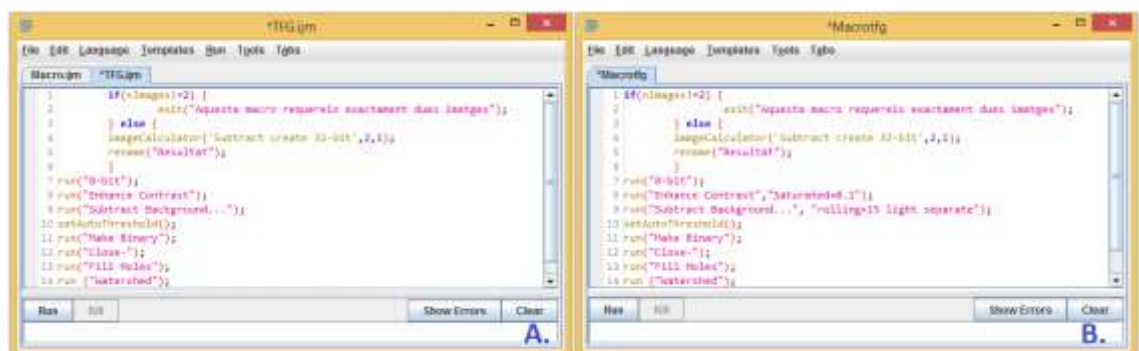 *TFG.ijm
File Edit Language Templates Run Tools Tabs
Macro.ijm *TFG.ijm
1 if(nImages!=2) {
2 exit("Aquesta macro requereix exactament dues imatges");
3 } else {
4 imageCalculator('Subtract create 32-bit',2,1);
5 rename("Resultat");
6 }
7 run("8-bit");
8 run("Enhance Contrast");
9 run("Subtract Background...");
10 setAutoThreshold();
11 run("Make Binary");
12 run("Close-");
13 run("Fill Holes");
14 run ("Watershed");
Run Kill Show Errors Clear
A.
*Macrotfg
File Edit Language Templates Tools Tabs
*Macrotfg
1 if(nImages!=2) {
2 exit("Aquesta macro requereix exactament dues imatges");
3 } else {
4 imageCalculator('Subtract create 32-bit',2,1);
5 rename("Resultat");
6 }
7 run("8-bit");
8 run("Enhance Contrast","Saturated=0.1");
9 run("Subtract Background...", "rolling=15 light separate");
10 setAutoThreshold();
11 run("Make Binary");
12 run("Close-");
13 run("Fill Holes");
14 run ("Watershed");
Run Kill Show Errors Clear
B.